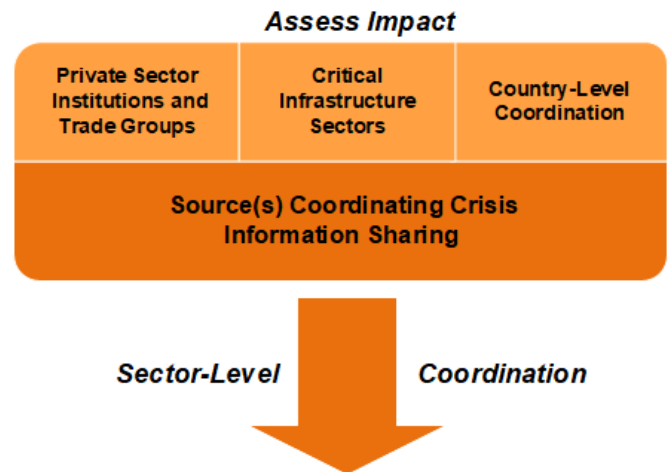 Assess Impact
Private Sector
Institutions and
Trade Groups
Critical
Infrastructure
Sectors
Country-Level
Coordination
Source(s) Coordinating Crisis
Information Sharing
Sector-Level Coordination